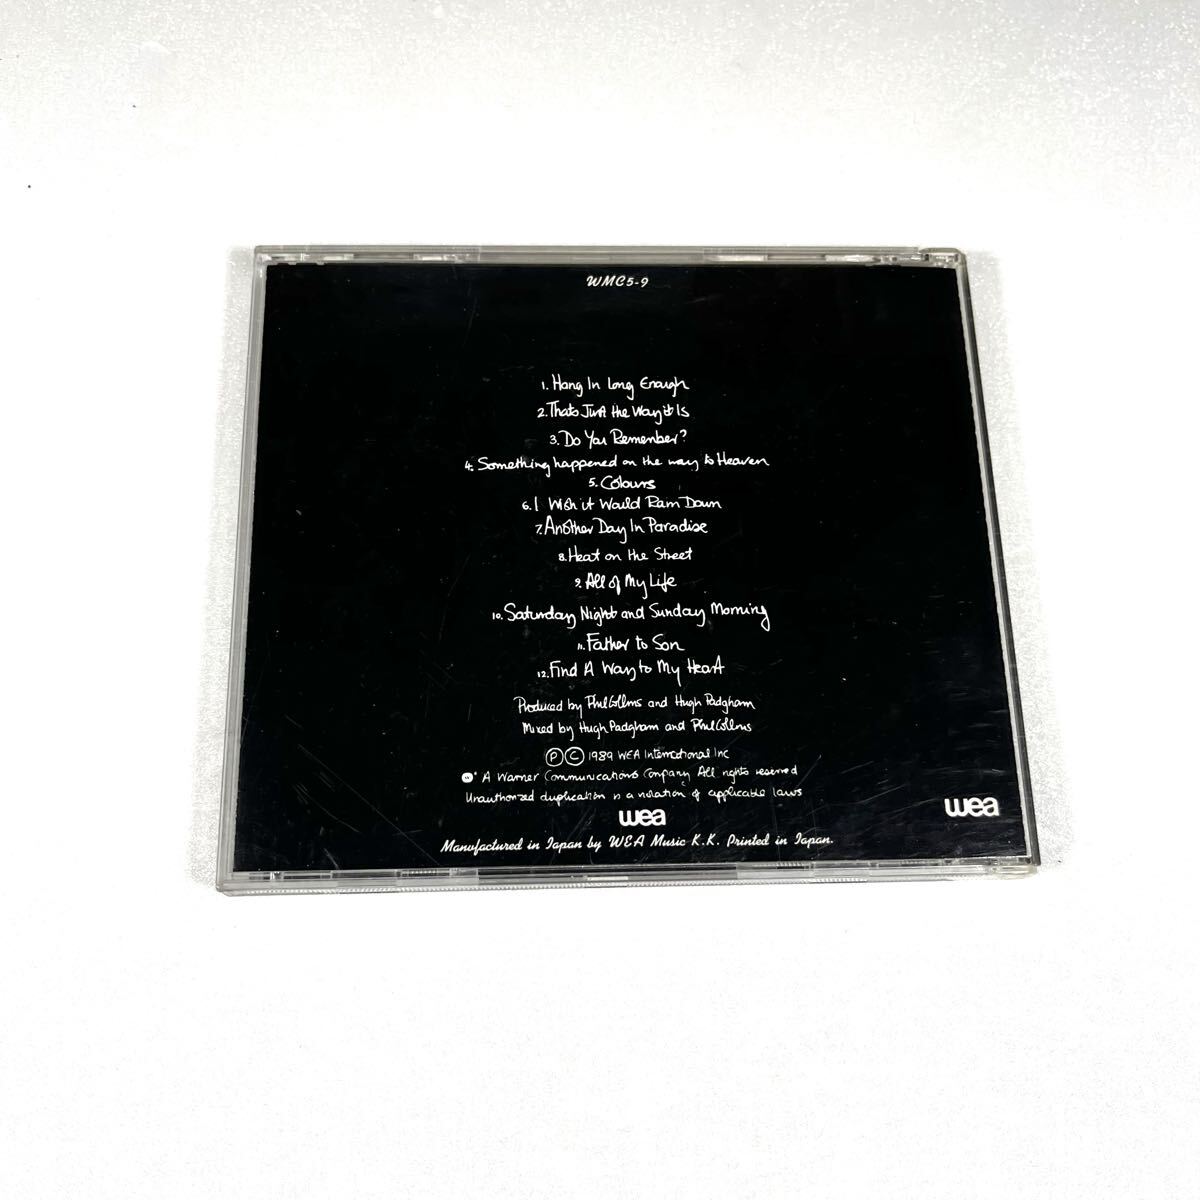 WMC5-9
1. Hang In Long Enough
2. Thats Just the Way it Is
3. Do You Remember?
4. Something happened on the way to Heaven
5. Colours
6. I Wish it Would Rain Down
7. Another Day In Paradise
8. Heat on the Street
9. All of My Life
10. Saturday Night and Sunday Morning
11. Father to Son
12. Find A Way to My Heart
Produced by Phil Collins and Hugh Padgham
Mixed by Hugh Padgham and Phil Collins
Ⓟ Ⓒ 1989 WEA International Inc
A Warner Communications Company All rights reserved
Unauthorized duplication is a violation of applicable laws
wea
wea
Manufactured in Japan by WEA Music K.K. Printed in Japan.